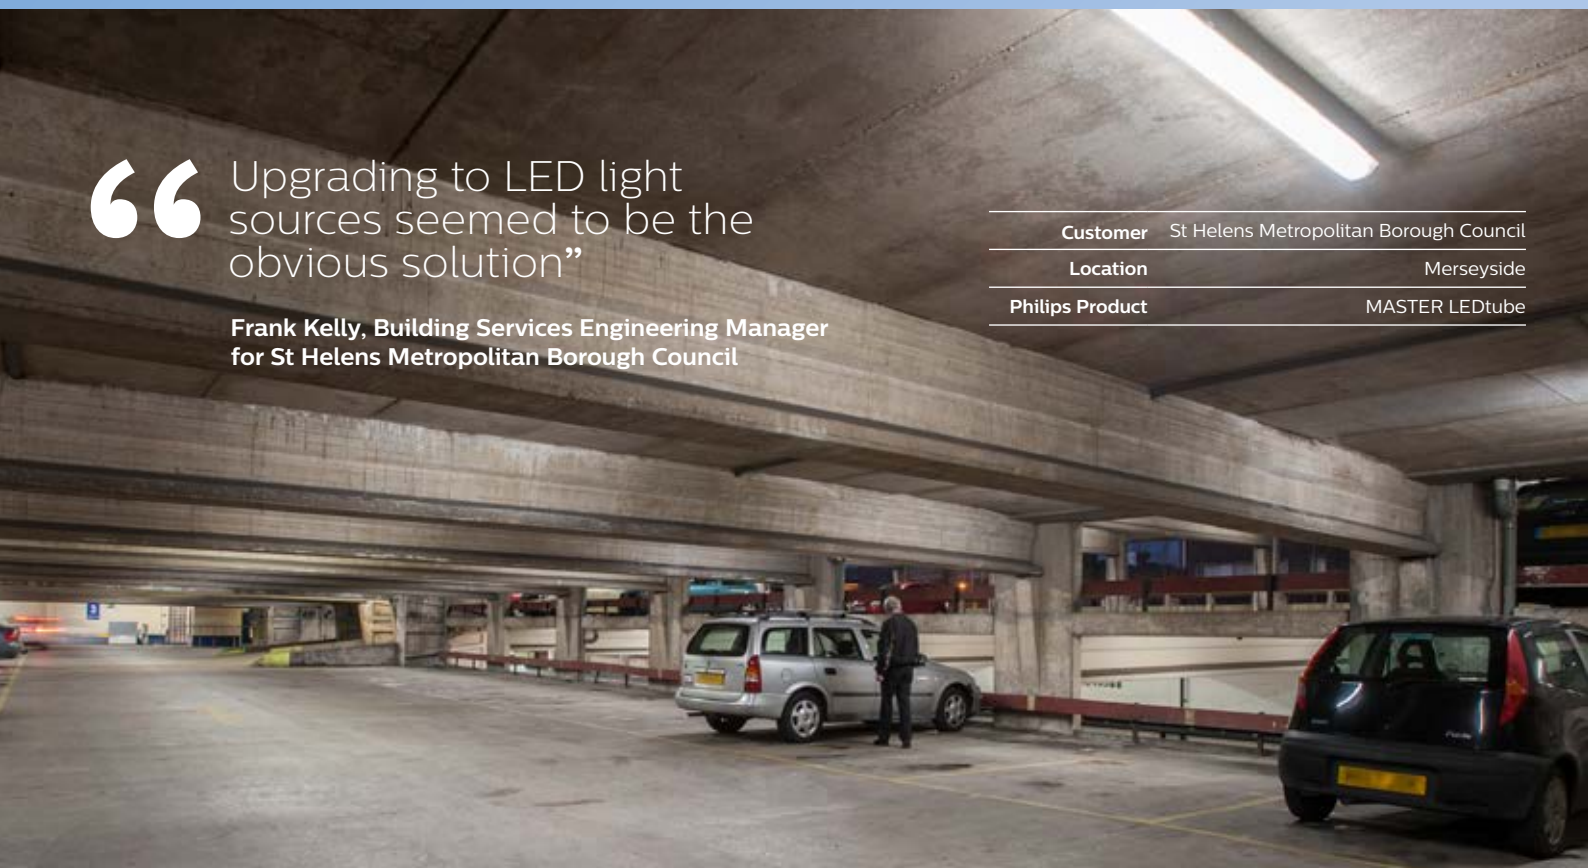 “
Upgrading to LED light
sources seemed to be the
obvious solution”
Frank Kelly, Building Services Engineering Manager
for St Helens Metropolitan Borough Council
Customer St Helens Metropolitan Borough Council
Location Merseyside
Philips Product MASTER LEDtube
3